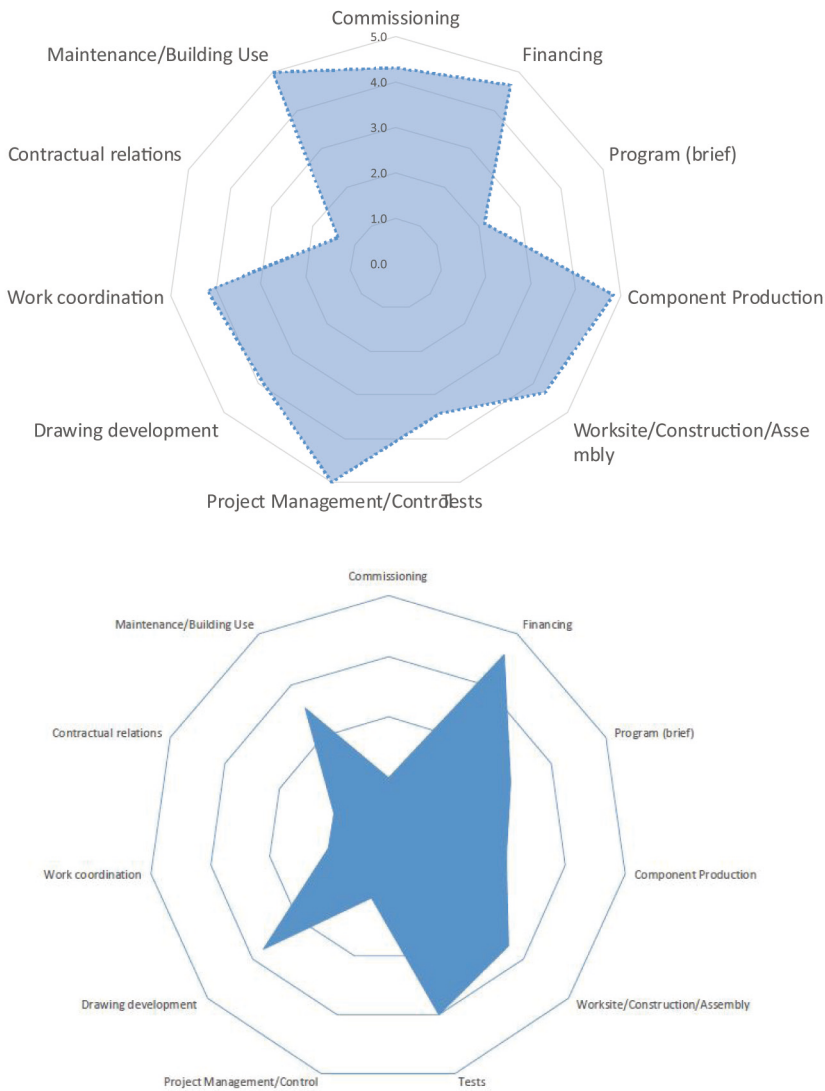 Commissioning
5.0
Maintenance/Building Use
Financing
4.0
3.0
Contractual relations
Program (brief)
2.0
1.0
0.0
Work coordination
Component Production
Drawing development
Worksite/Construction/Asse
mbly
Project Management/Control
Tests
Commissioning
Maintenance/Building Use
Financing
Contractual relations
Program (brief)
Work coordination
Component Production
Drawing development
Worksite/Construction/Assembly
Project Management/Control
Tests